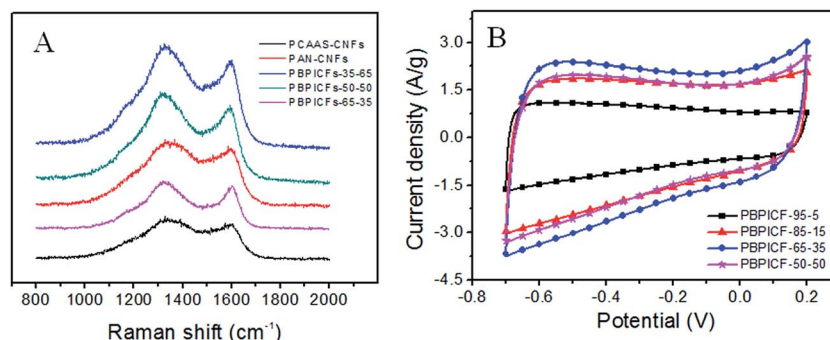 A
PCAAS-CNFs
PAN-CNFs
PBPICFs-35-65
PBPICFs-50-50
PBPICFs-65-35
800 1000 1200 1400 1600 1800 2000
Raman shift (cm⁻¹)
B
Current density (A/g)
3.0
1.5
0.0
-1.5
-3.0
-4.5
PBPICF-95-5
PBPICF-85-15
PBPICF-65-35
PBPICF-50-50
-0.8 -0.6 -0.4 -0.2 0.0 0.2
Potential (V)